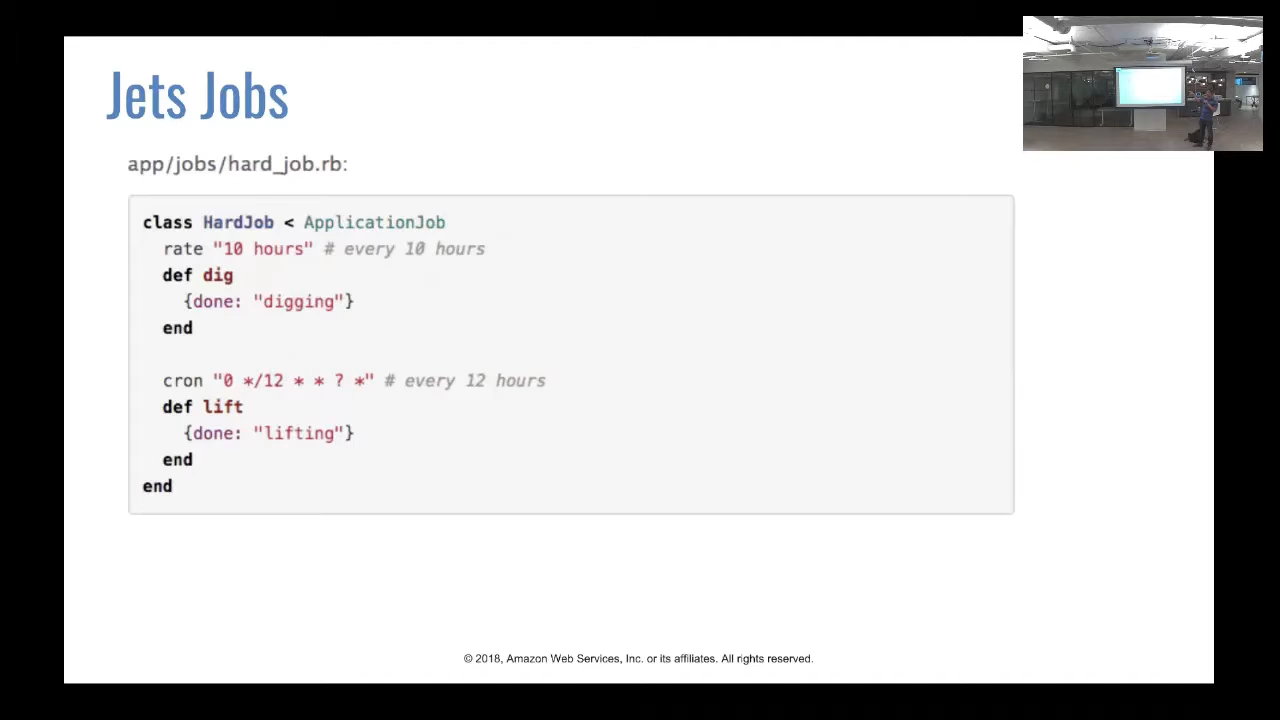 Jets Jobs
app/jobs/hard_job.rb:
class HardJob < ApplicationJob
  rate "10 hours" # every 10 hours
  def dig
    {done: "digging"}
  end

  cron "0 */12 * * ? *" # every 12 hours
  def lift
    {done: "lifting"}
  end
end
© 2018, Amazon Web Services, Inc. or its affiliates. All rights reserved.